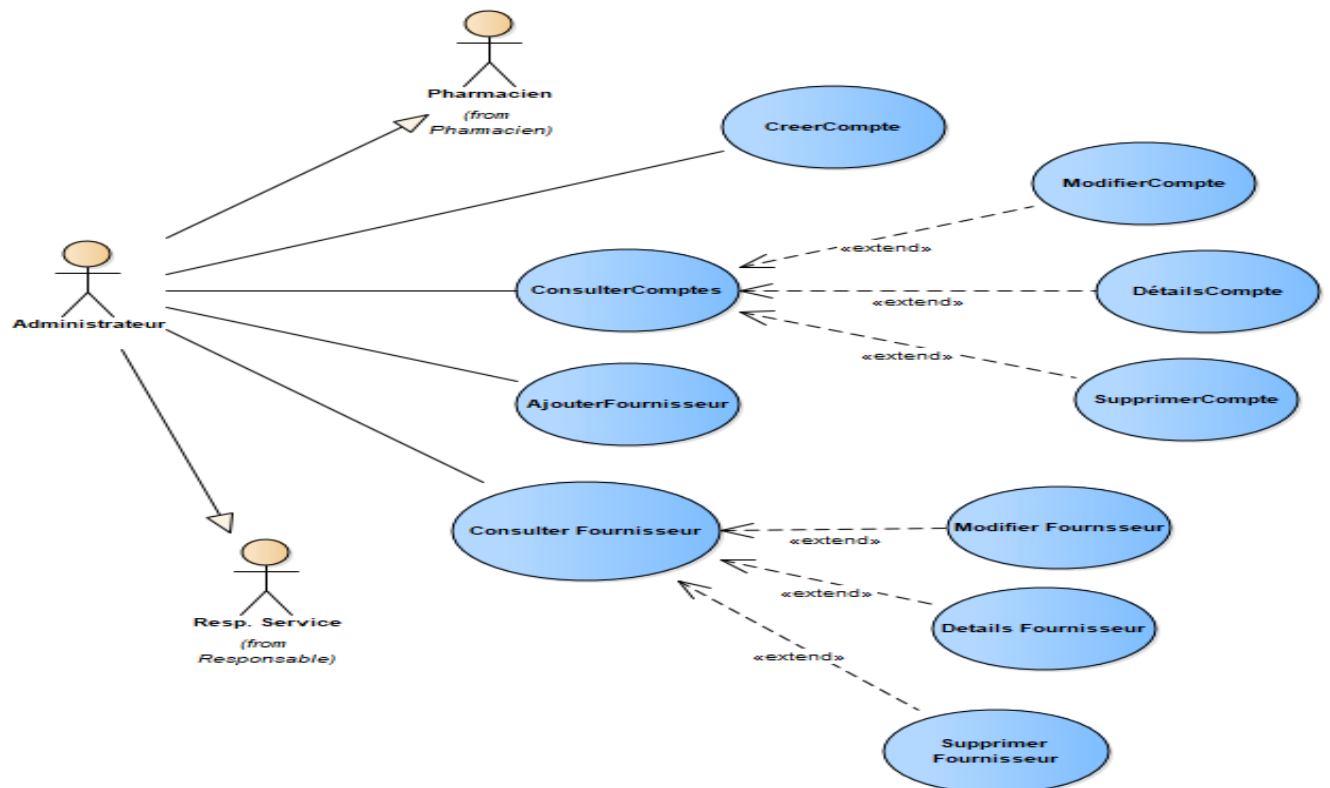 Pharmacien
(from
Pharmacien)
CreerCompte
ModifierCompte
«extend»
ConsulterComptes
DétailsCompte
«extend»
Administrateur
«extend»
SupprimerCompte
AjouterFournisseur
Consulter Fournisseur
Modifier Fournsseur
«extend»
«extend»
Details Fournisseur
Resp. Service
(from
Responsable)
«extend»
Supprimer
Fournisseur